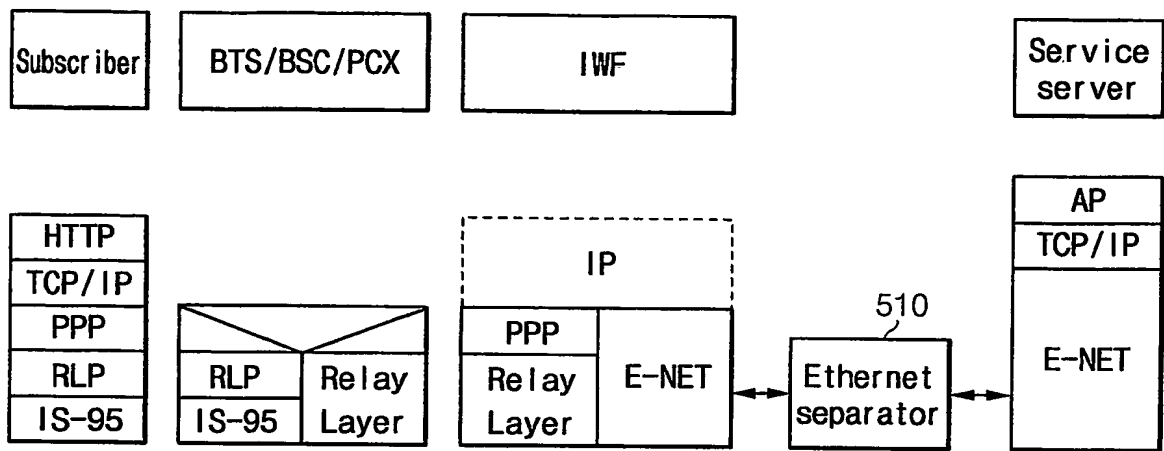 Subscriber
BTS/BSC/PCX
IWF
Service
server
HTTP
TCP/IP
PPP
RLP
IS-95
RLP
IS-95
Relay
Layer
IP
PPP
Relay
Layer
E-NET
510
Ethernet
separator
AP
TCP/IP
E-NET